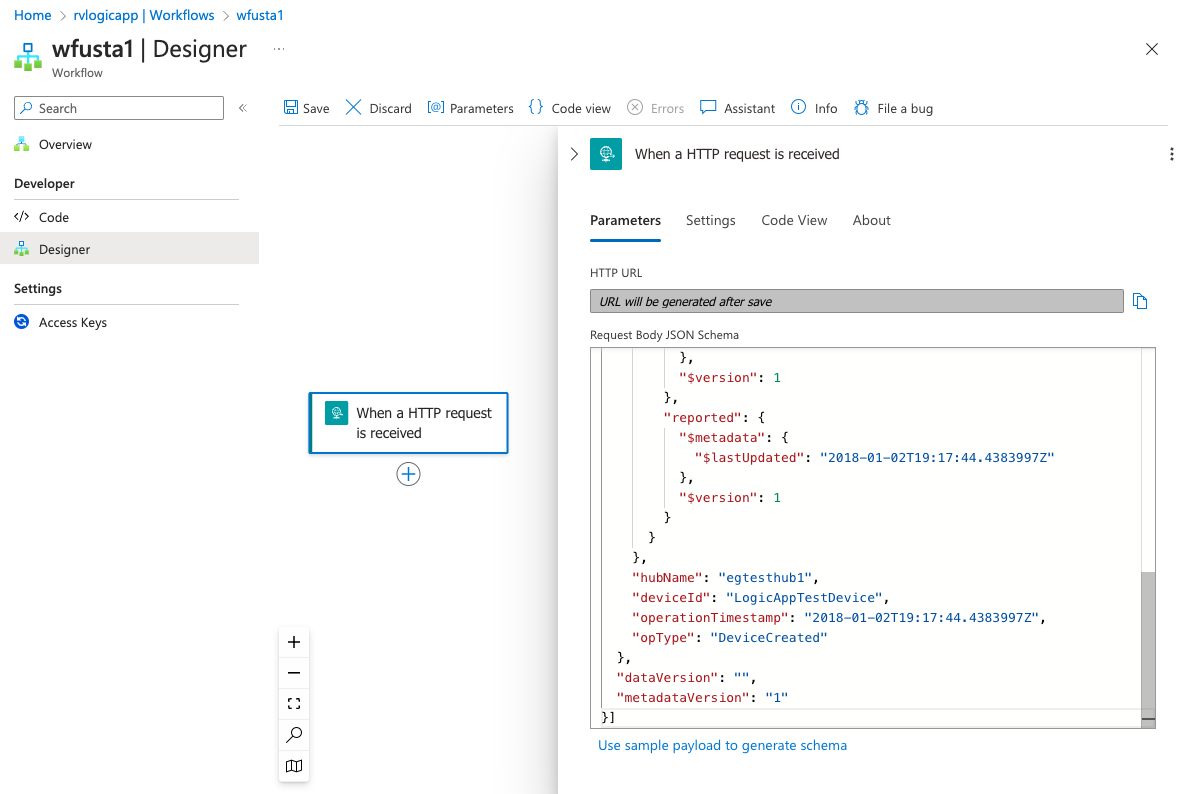 Home > rvlogicapp | Workflows > wfusta1
wfusta1 | Designer ...
Workflow
Search «
Overview
Developer
</> Code
Designer
Settings
Access Keys
Save Discard Parameters {} Code view Errors Assistant Info File a bug
When a HTTP request
is received
When a HTTP request is received
Parameters Settings Code View About
HTTP URL
URL will be generated after save
Request Body JSON Schema
},
"$version": 1
},
"reported": {
"$metadata": {
"$lastUpdated": "2018-01-02T19:17:44.4383997Z"
},
"$version": 1
}
}
},
"hubName": "egtesthub1",
"deviceId": "LogicAppTestDevice",
"operationTimestamp": "2018-01-02T19:17:44.4383997Z",
"opType": "DeviceCreated"
},
"dataVersion": "",
"metadataVersion": "1"
}]
Use sample payload to generate schema